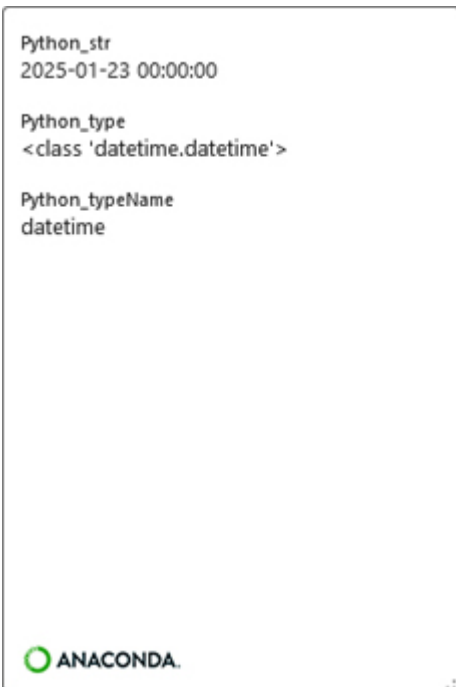 Python_str
2025-01-23 00:00:00
Python_type
<class 'datetime.datetime'>
Python_typeName
datetime
ANACONDA.